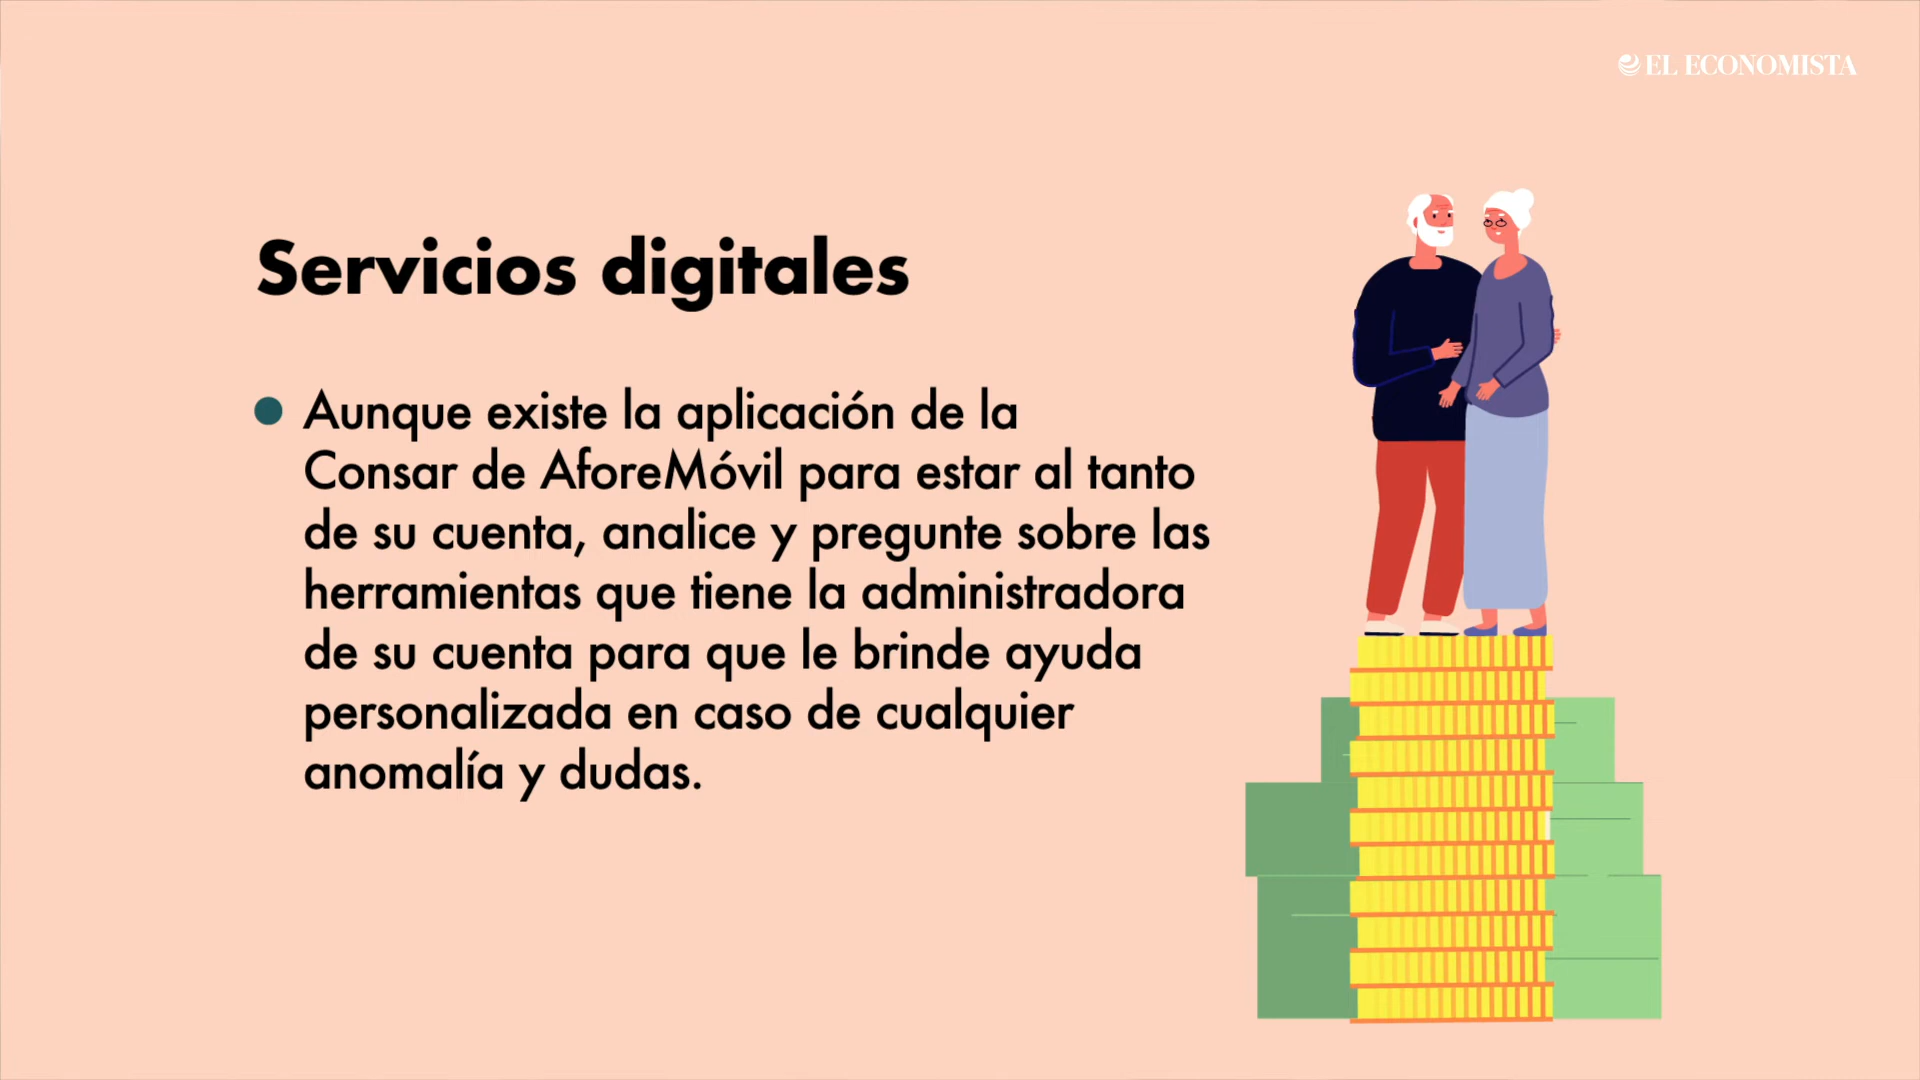 EL ECONOMISTA
Servicios digitales
Aunque existe la aplicación de la
Consar de AforeMóvil para estar al tanto
de su cuenta, analice y pregunte sobre las
herramientas que tiene la administradora
de su cuenta para que le brinde ayuda
personalizada en caso de cualquier
anomalía y dudas.